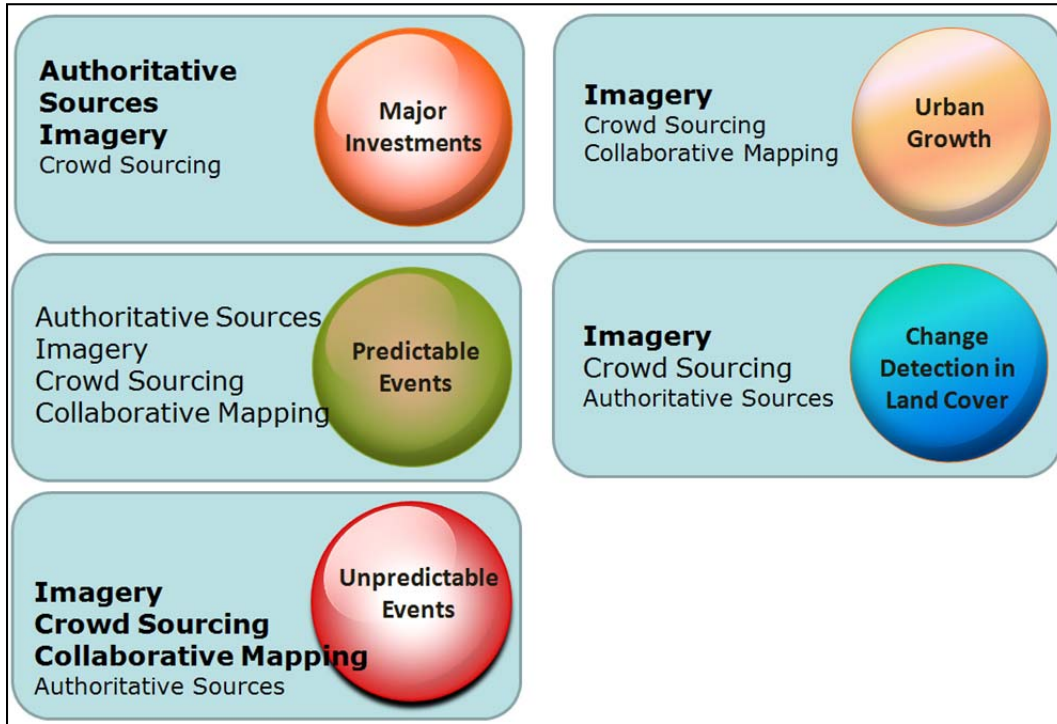 Authoritative
Sources
Imagery
Crowd Sourcing
Major
Investments
Imagery
Crowd Sourcing
Collaborative Mapping
Urban
Growth
Authoritative Sources
Imagery
Crowd Sourcing
Collaborative Mapping
Predictable
Events
Imagery
Crowd Sourcing
Authoritative Sources
Change
Detection in
Land Cover
Imagery
Crowd Sourcing
Collaborative Mapping
Authoritative Sources
Unpredictable
Events